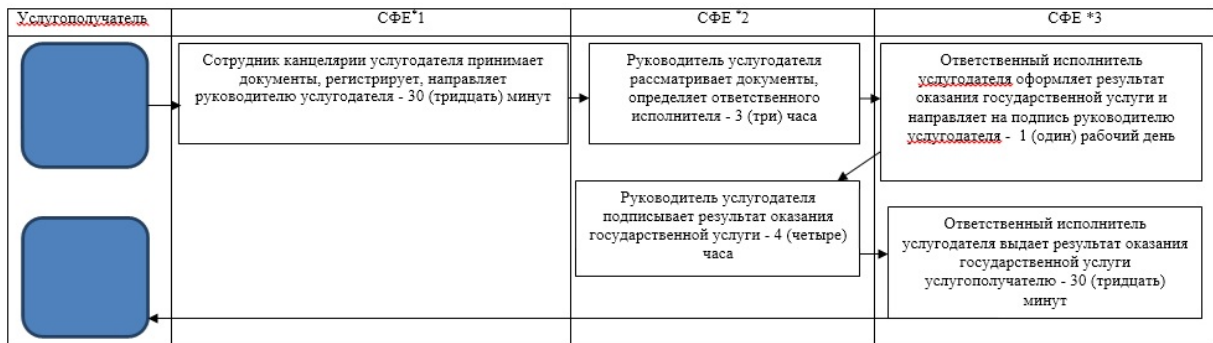 Услугополучатель
СФЕ*1
СФЕ *2
СФЕ *3
Сотрудник канцелярии услугодателя принимает
документы, регистрирует, направляет
руководителю услугодателя - 30 (тридцать) минут
Руководитель услугодателя
рассматривает документы,
определяет ответственного
исполнителя - 3 (три) часа
Ответственный исполнитель
услугодателя оформляет результат
оказания государственной услуги и
направляет на подпись руководителю
услугодателя - 1 (один) рабочий день
Руководитель услугодателя
подписывает результат оказания
государственной услуги - 4 (четыре)
часа
Ответственный исполнитель
услугодателя выдает результат оказания
государственной услуги
услугополучателю - 30 (тридцать)
минут